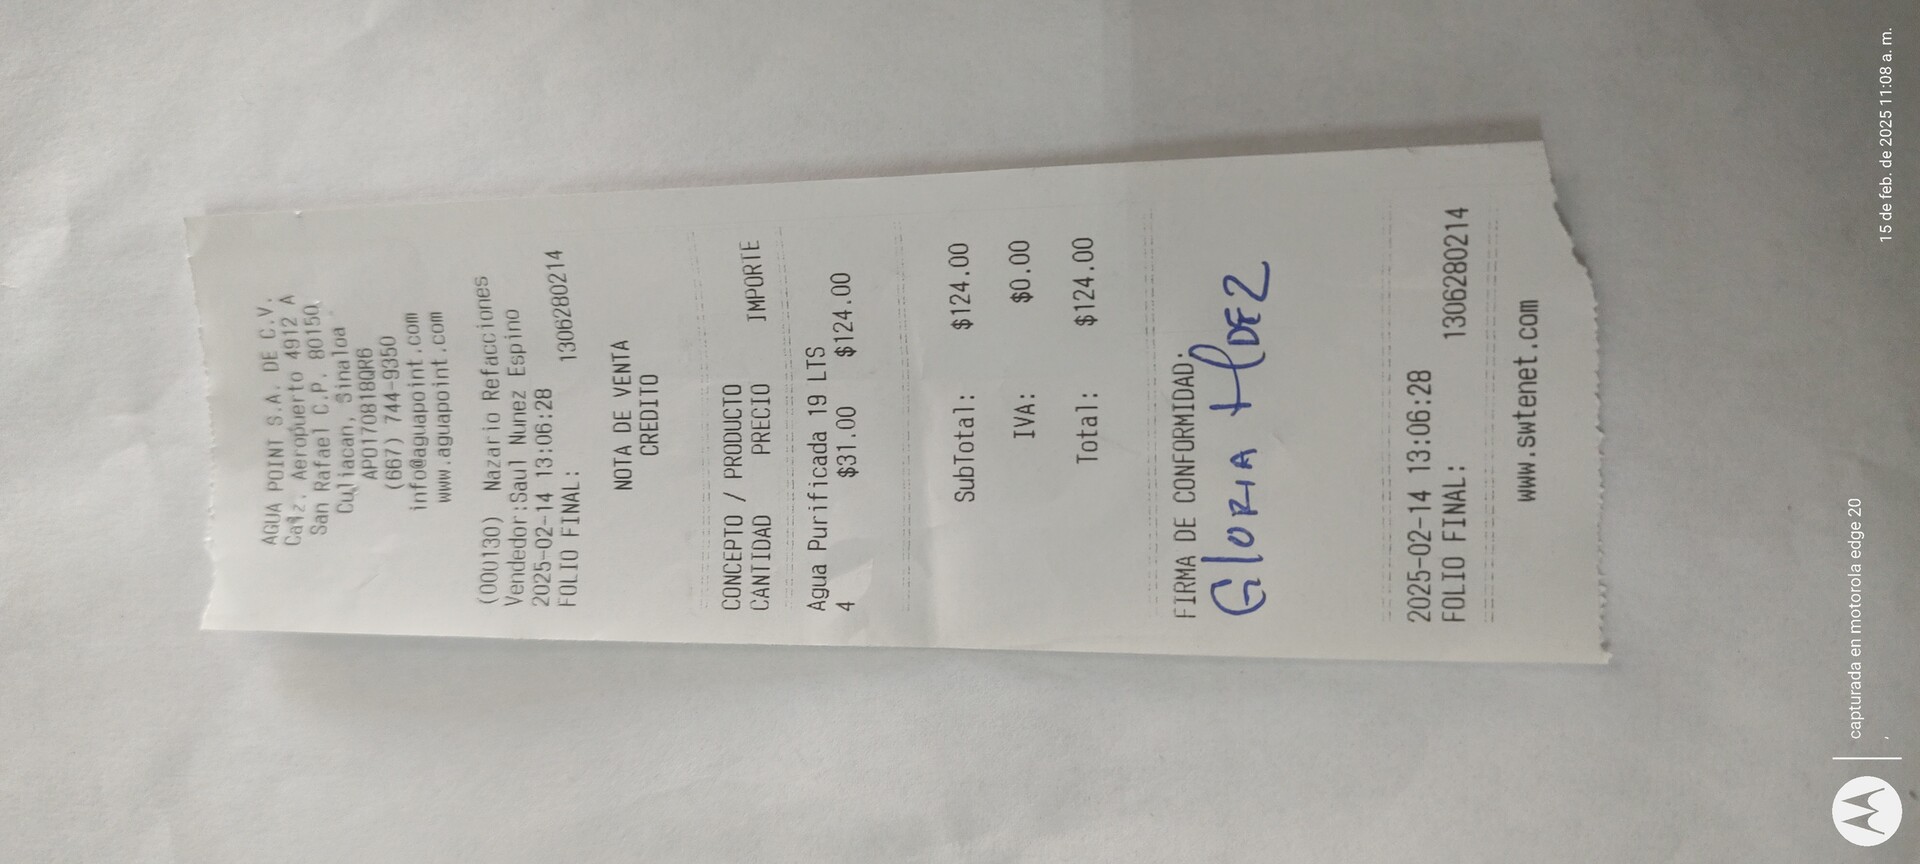 AGUA POINT S.A. DE C.V.
Calz. Aeropuerto 4912 A
San Rafael C.P. 80150,
Culiacan, Sinaloa
APO170818QR6
(667) 744-9350
info@aguapoint.com
www.aguapoint.com
(000130) Nazario Refacciones
Vendedor:Saul Nunez Espino
2025-02-14 13:06:28
FOLIO FINAL: 1306280214
NOTA DE VENTA
CREDITO
CONCEPTO / PRODUCTO
CANTIDAD PRECIO IMPORTE
Agua Purificada 19 LTS
4 $31.00 $124.00
SubTotal: $124.00
IVA: $0.00
Total: $124.00
FIRMA DE CONFORMIDAD:
GLORIA HDEZ
2025-02-14 13:06:28
FOLIO FINAL: 1306280214
www.swtenet.com
capturada en motorola edge 20
15 de feb. de 2025 11:08 a. m.